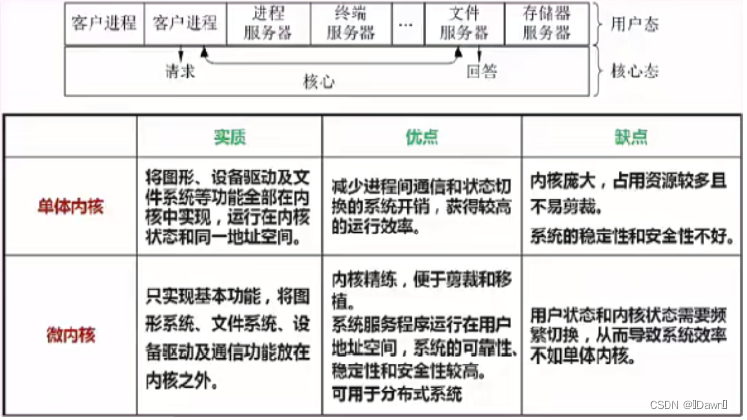 客户进程 客户进程 进程 服务器 终端 服务器 … 文件 服务器 存储器 服务器 用户态
请求 核心 回答 核心态
实质 优点 缺点
单体内核
将图形、设备驱动及文
件系统等功能全部在内
核中实现，运行在内核
状态和同一地址空间。
减少进程间通信和状态切
换的系统开销，获得较高
的运行效率。
内核庞大，占用资源较多且
不易剪裁。
系统的稳定性和安全性不好。
微内核
只实现基本功能，将图
形系统、文件系统、设
备驱动及通信功能放在
内核之外。
内核精练，便于剪裁和移
植。
系统服务程序运行在用户
地址空间，系统的可靠性、
稳定性和安全性较高。
可用于分布式系统
用户状态和内核状态需要频
繁切换，从而导致系统效率
不如单体内核。
CSDN @Dawn